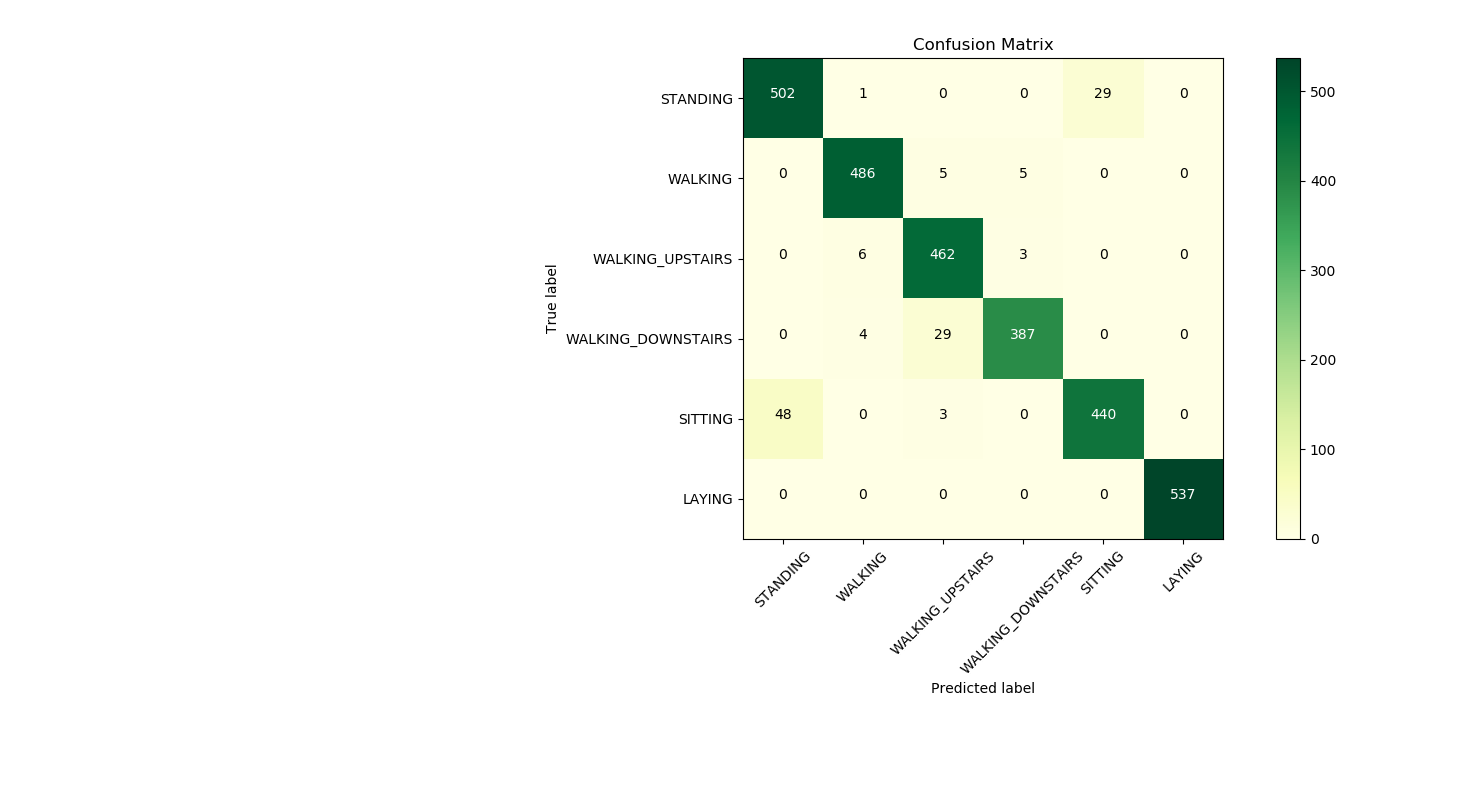 Confusion Matrix
STANDING 502 1 0 0 29 0
WALKING 0 486 5 5 0 0
WALKING_UPSTAIRS 0 6 462 3 0 0
WALKING_DOWNSTAIRS 0 4 29 387 0 0
SITTING 48 0 3 0 440 0
LAYING 0 0 0 0 0 537
True label
STANDING
WALKING
WALKING_UPSTAIRS
WALKING_DOWNSTAIRS
SITTING
LAYING
Predicted label
500
400
300
200
100
0